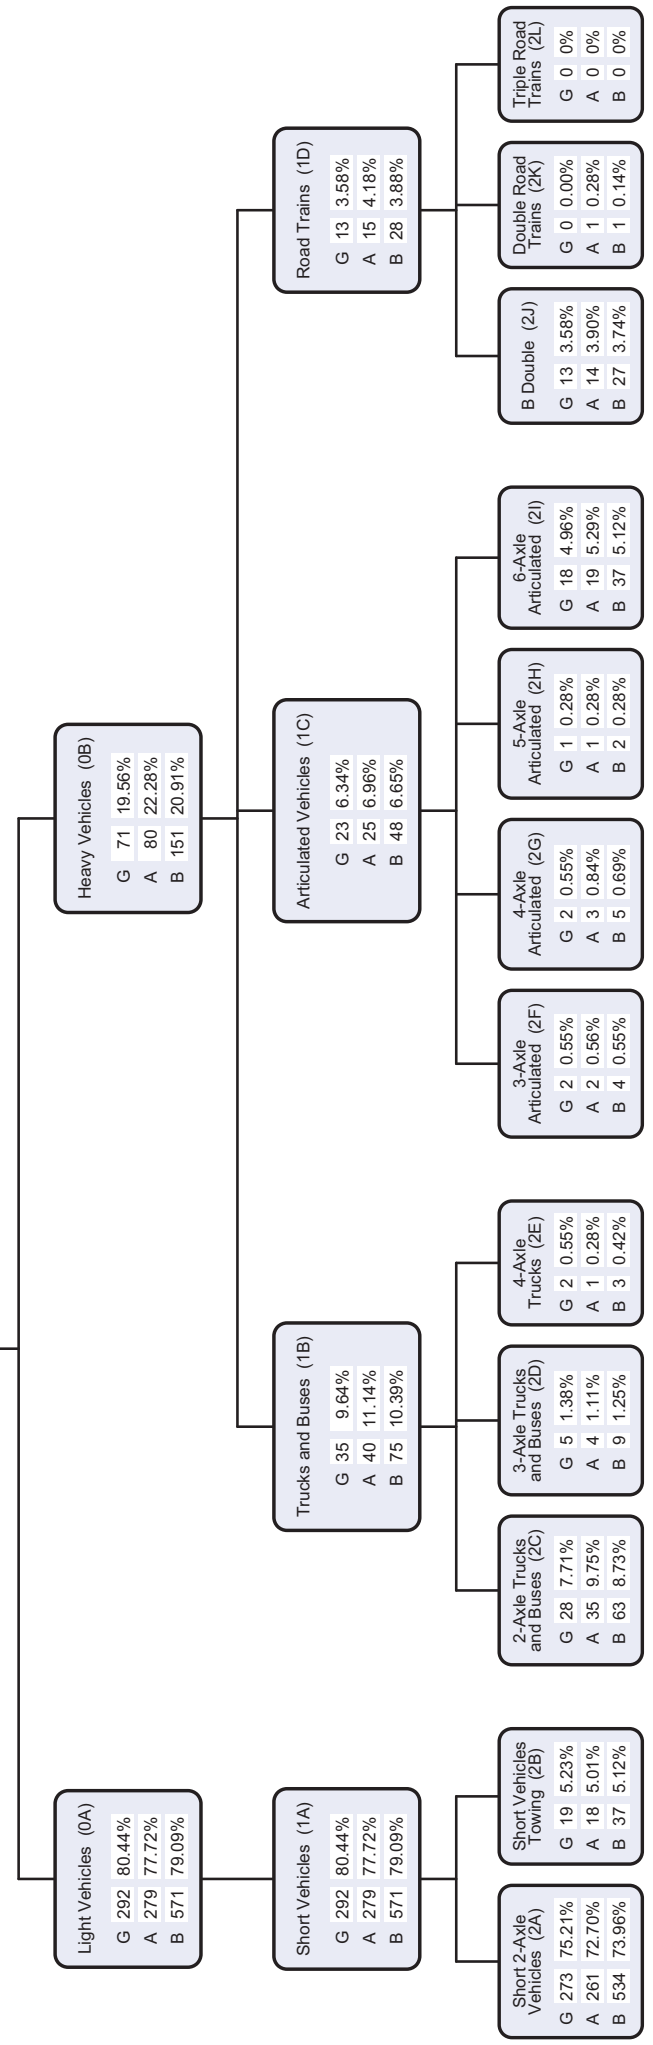 Light Vehicles (0A)
G 292 80.44%
A 279 77.72%
B 571 79.09%
Heavy Vehicles (0B)
G 71 19.56%
A 80 22.28%
B 151 20.91%
Short Vehicles (1A)
G 292 80.44%
A 279 77.72%
B 571 79.09%
Trucks and Buses (1B)
G 35 9.64%
A 40 11.14%
B 75 10.39%
Articulated Vehicles (1C)
G 23 6.34%
A 25 6.96%
B 48 6.65%
Road Trains (1D)
G 13 3.58%
A 15 4.18%
B 28 3.88%
Short 2-Axle
Vehicles (2A)
G 273 75.21%
A 261 72.70%
B 534 73.96%
Short Vehicles
Towing (2B)
G 19 5.23%
A 18 5.01%
B 37 5.12%
2-Axle Trucks
and Buses (2C)
G 28 7.71%
A 35 9.75%
B 63 8.73%
3-Axle Trucks
and Buses (2D)
G 5 1.38%
A 4 1.11%
B 9 1.25%
4-Axle
Trucks (2E)
G 2 0.55%
A 1 0.28%
B 3 0.42%
3-Axle
Articulated (2F)
G 2 0.55%
A 2 0.56%
B 4 0.55%
4-Axle
Articulated (2G)
G 2 0.55%
A 3 0.84%
B 5 0.69%
5-Axle
Articulated (2H)
G 1 0.28%
A 1 0.28%
B 2 0.28%
6-Axle
Articulated (2I)
G 18 4.96%
A 19 5.29%
B 37 5.12%
B Double (2J)
G 13 3.58%
A 14 3.90%
B 27 3.74%
Double Road
Trains (2K)
G 0 0.00%
A 1 0.28%
B 1 0.14%
Triple Road
Trains (2L)
G 0 0%
A 0 0%
B 0 0%